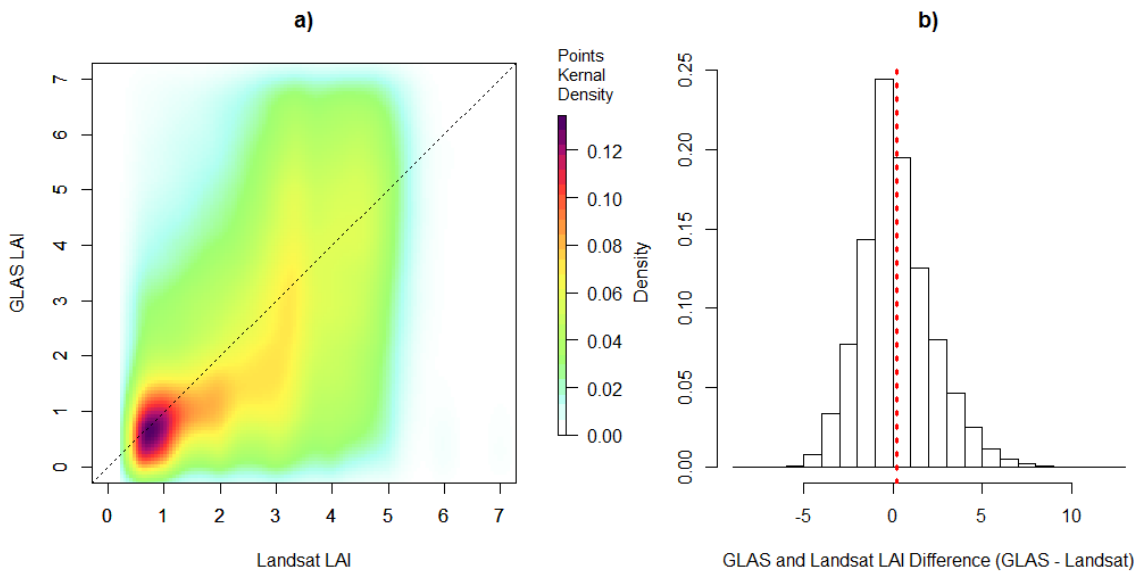 a)
GLAS LAI
7
6
5
4
3
2
1
0
0 1 2 3 4 5 6 7
Landsat LAI
Points
Kernal
Density
0.12
0.10
0.08
0.06
0.04
0.02
0.00
b)
Density
0.25
0.20
0.15
0.10
0.05
0.00
-5 0 5 10
GLAS and Landsat LAI Difference (GLAS - Landsat)